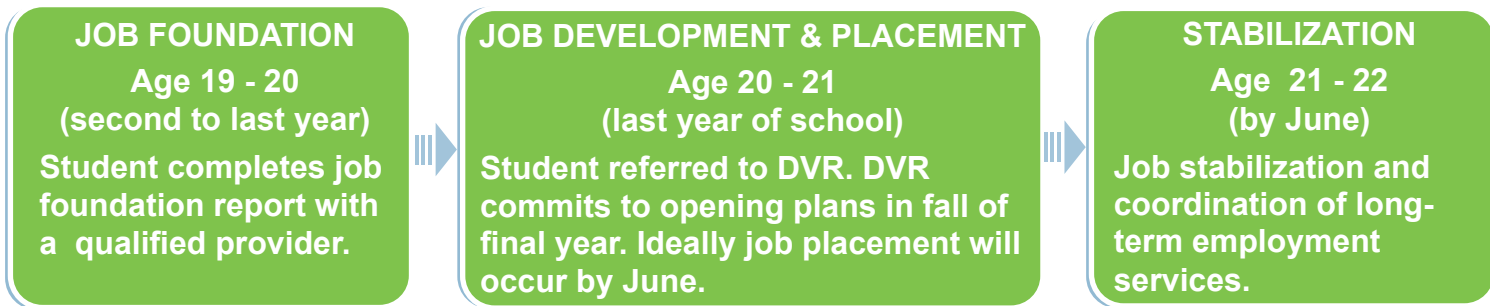 JOB FOUNDATION
Age 19 - 20
(second to last year)
Student completes job
foundation report with
a qualified provider.
JOB DEVELOPMENT & PLACEMENT
Age 20 - 21
(last year of school)
Student referred to DVR. DVR
commits to opening plans in fall of
final year. Ideally job placement will
occur by June.
STABILIZATION
Age 21 - 22
(by June)
Job stabilization and
coordination of long-
term employment
services.